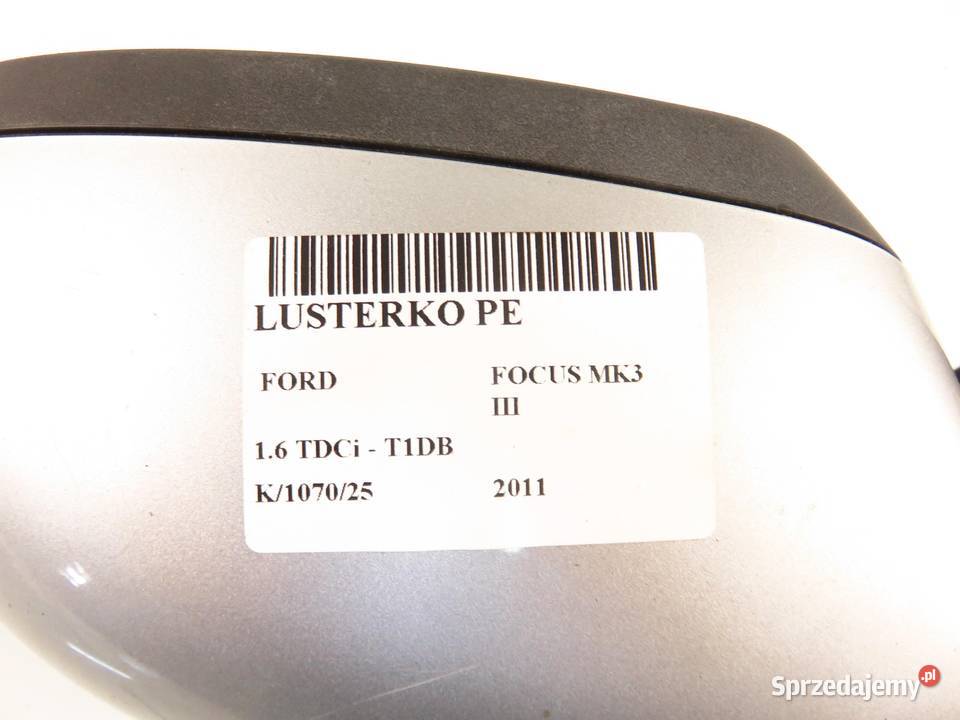 LUSTERKO PE
FORD
FOCUS MK3
III
1.6 TDCi - T1DB
K/1070/25
2011
Sprzedajemy.pl